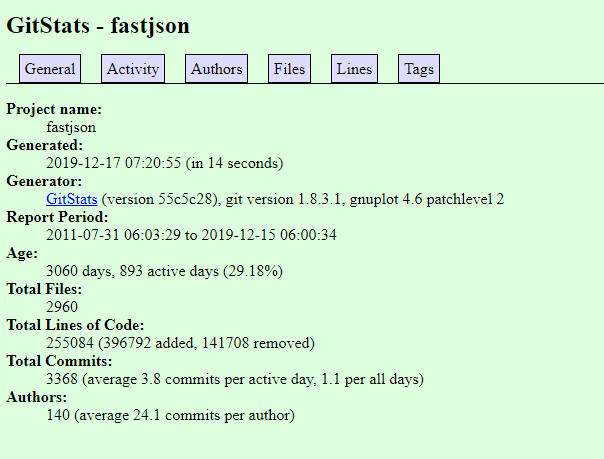 GitStats - fastjson
General Activity Authors Files Lines Tags
Project name:
fastjson
Generated:
2019-12-17 07:20:55 (in 14 seconds)
Generator:
GitStats (version 55c5c28), git version 1.8.3.1, gnuplot 4.6 patchlevel 2
Report Period:
2011-07-31 06:03:29 to 2019-12-15 06:00:34
Age:
3060 days, 893 active days (29.18%)
Total Files:
2960
Total Lines of Code:
255084 (396792 added, 141708 removed)
Total Commits:
3368 (average 3.8 commits per active day, 1.1 per all days)
Authors:
140 (average 24.1 commits per author)